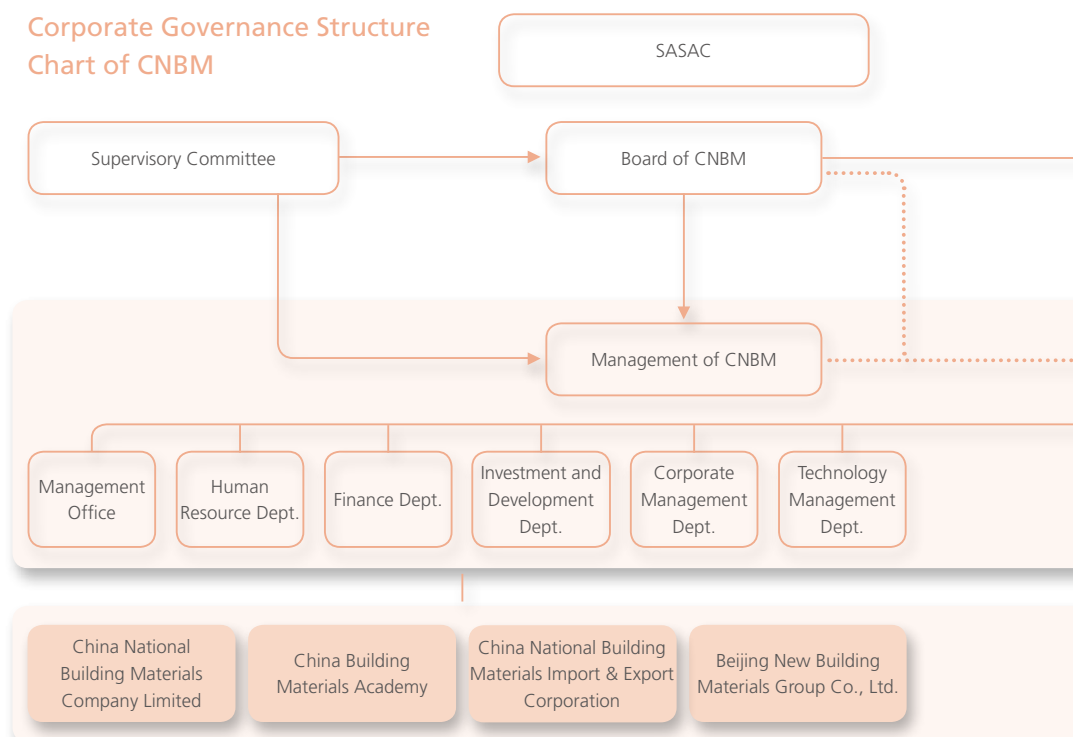 Corporate Governance Structure
Chart of CNBM
SASAC
Supervisory Committee
Board of CNBM
Management of CNBM
Management
Office
Human
Resource Dept.
Finance Dept.
Investment and
Development
Dept.
Corporate
Management
Dept.
Technology
Management
Dept.
China National
Building Materials
Company Limited
China Building
Materials Academy
China National Building
Materials Import & Export
Corporation
Beijing New Building
Materials Group Co., Ltd.